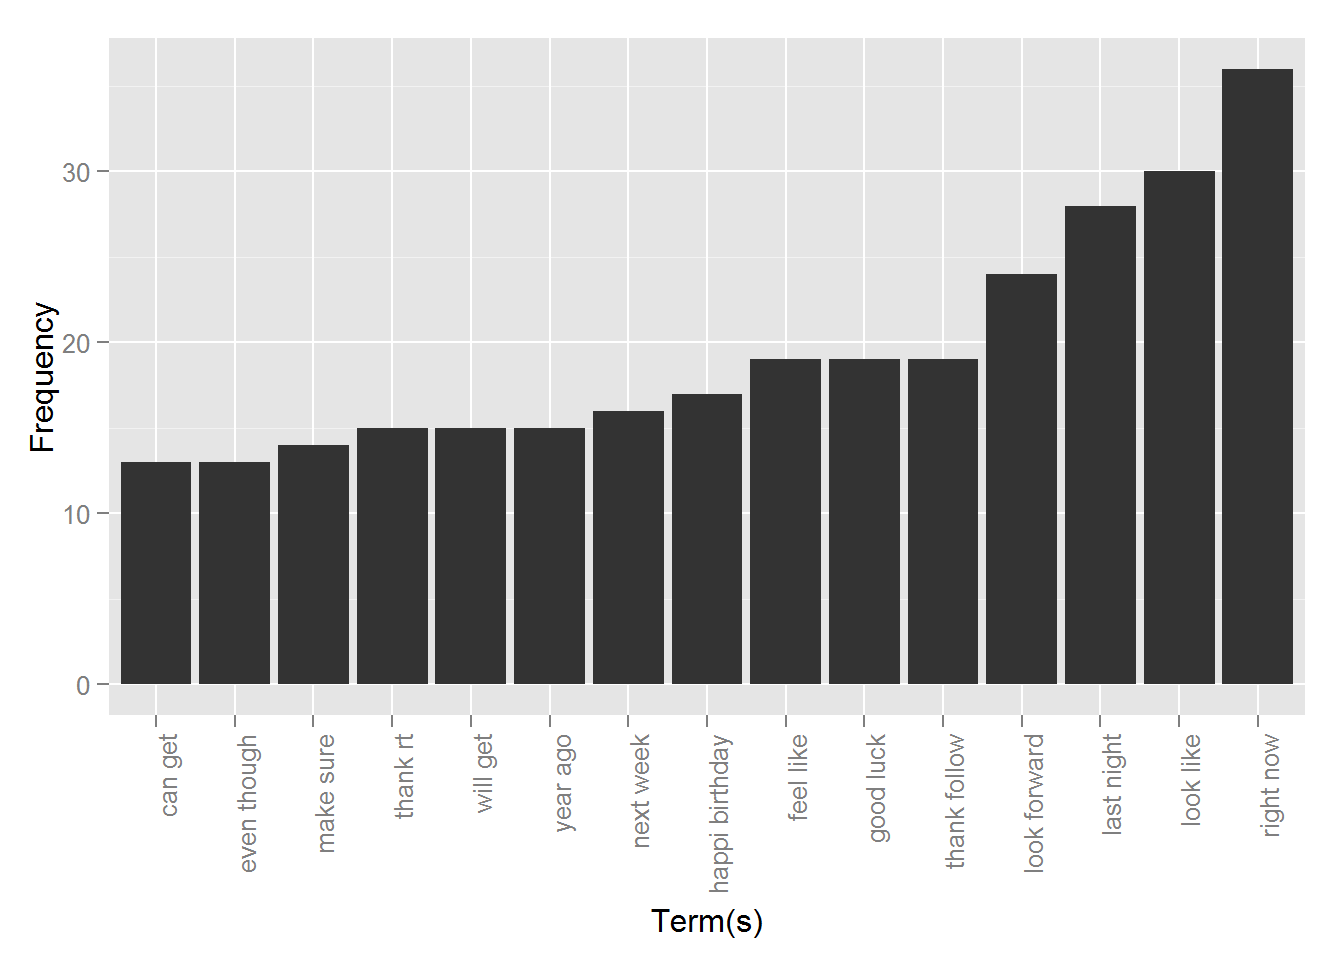 30
20
10
0
Frequency
can get
even though
make sure
thank rt
will get
year ago
next week
happi birthday
feel like
good luck
thank follow
look forward
last night
look like
right now
Term(s)